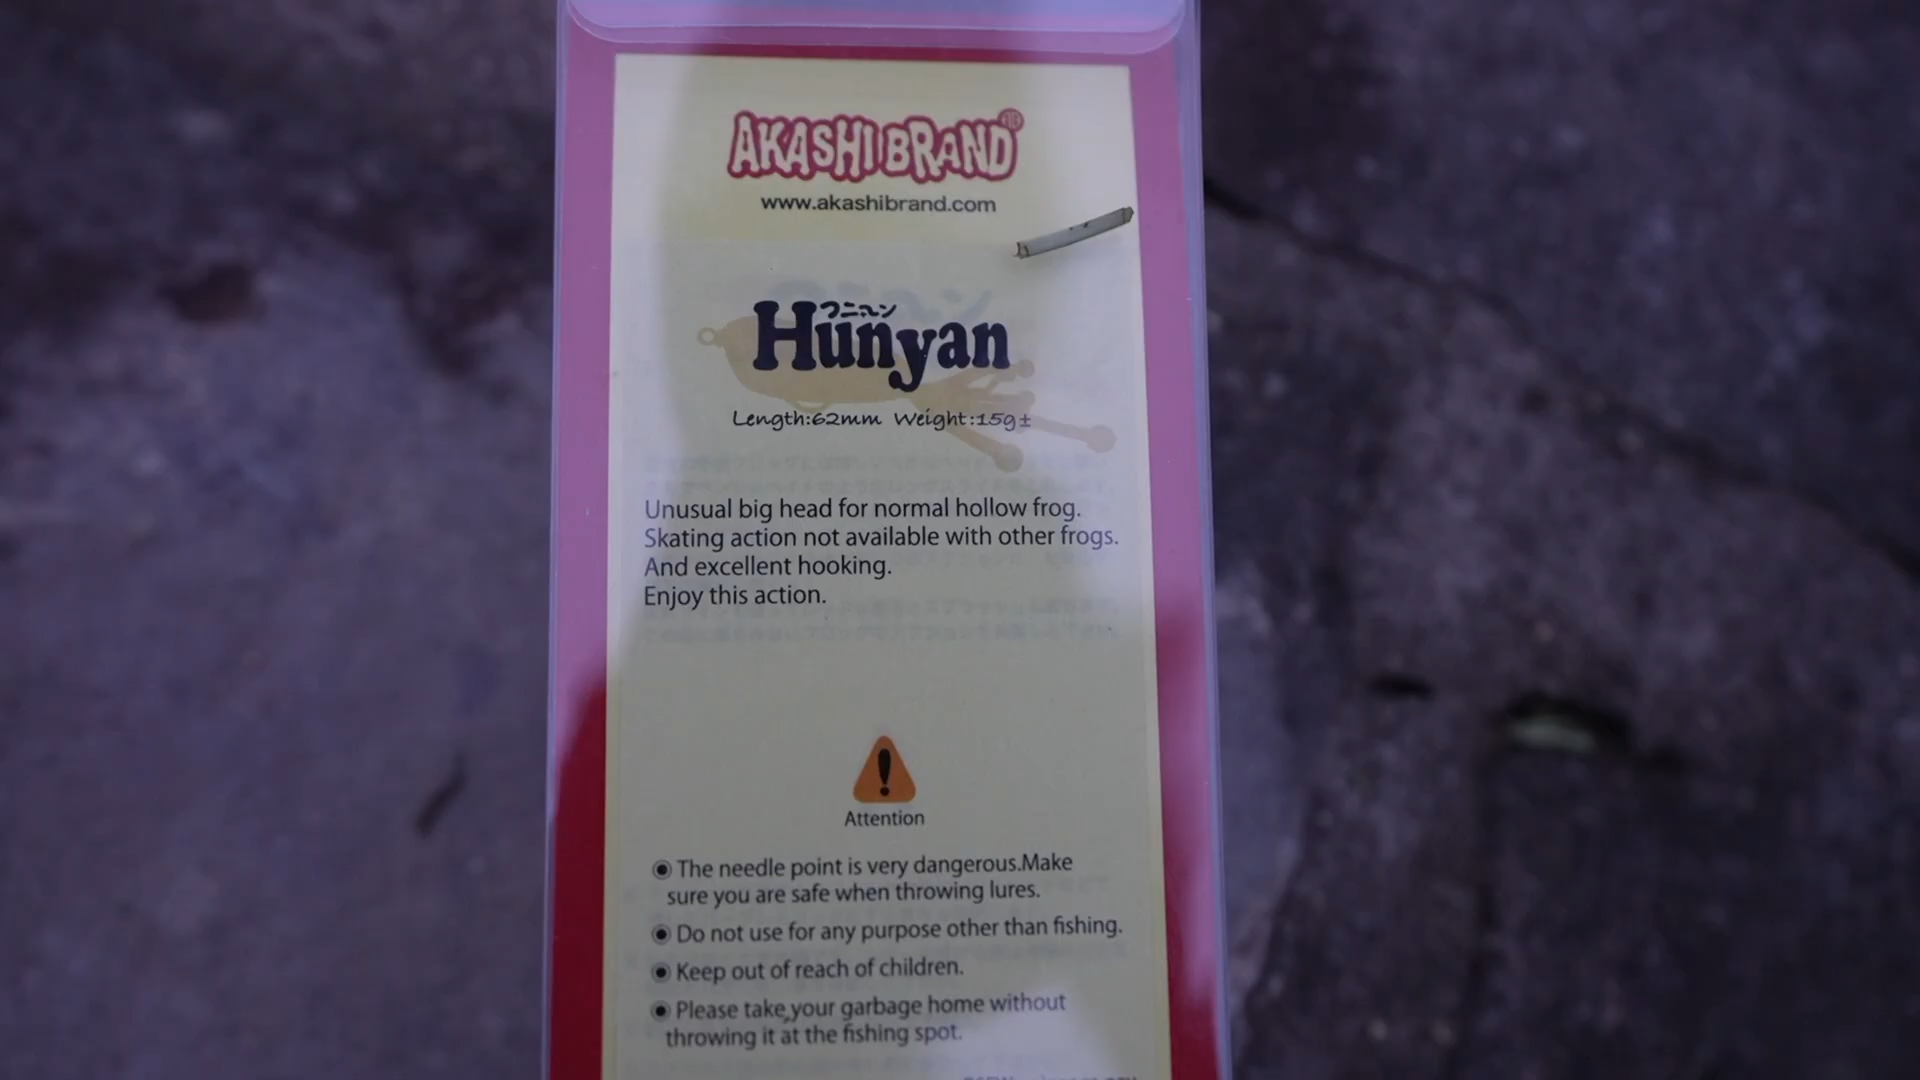 AKASHI BRAND
www.akashibrand.com
フニャン
Hunyan
Length:62mm Weight:15g±
Unusual big head for normal hollow frog.
Skating action not available with other frogs.
And excellent hooking.
Enjoy this action.
Attention
◉ The needle point is very dangerous.Make
sure you are safe when throwing lures.
◉ Do not use for any purpose other than fishing.
◉ Keep out of reach of children.
◉ Please take your garbage home without
throwing it at the fishing spot.